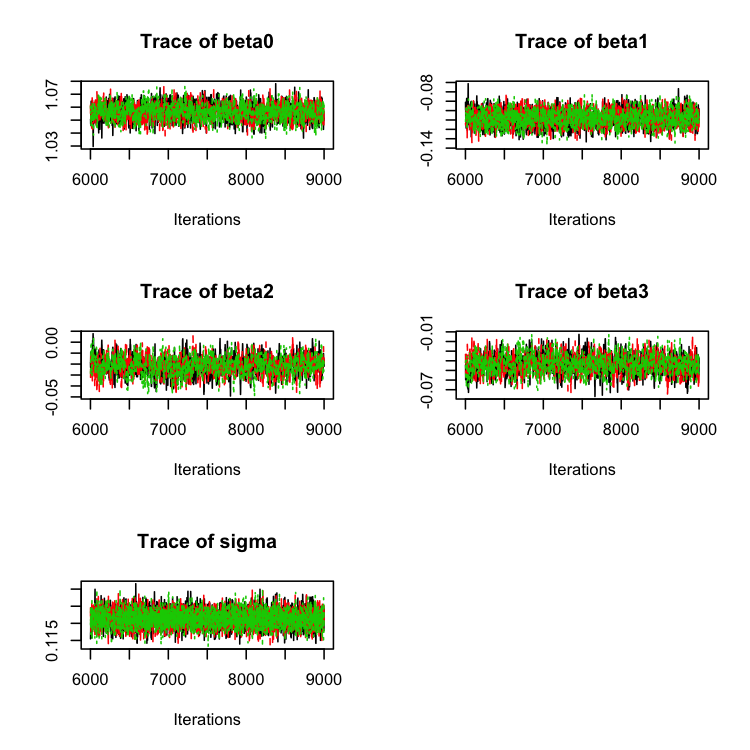 Trace of beta0
1.03 1.07
6000 7000 8000 9000
Iterations
Trace of beta1
-0.14 -0.08
6000 7000 8000 9000
Iterations
Trace of beta2
-0.05 0.00
6000 7000 8000 9000
Iterations
Trace of beta3
-0.07 -0.01
6000 7000 8000 9000
Iterations
Trace of sigma
0.115
6000 7000 8000 9000
Iterations